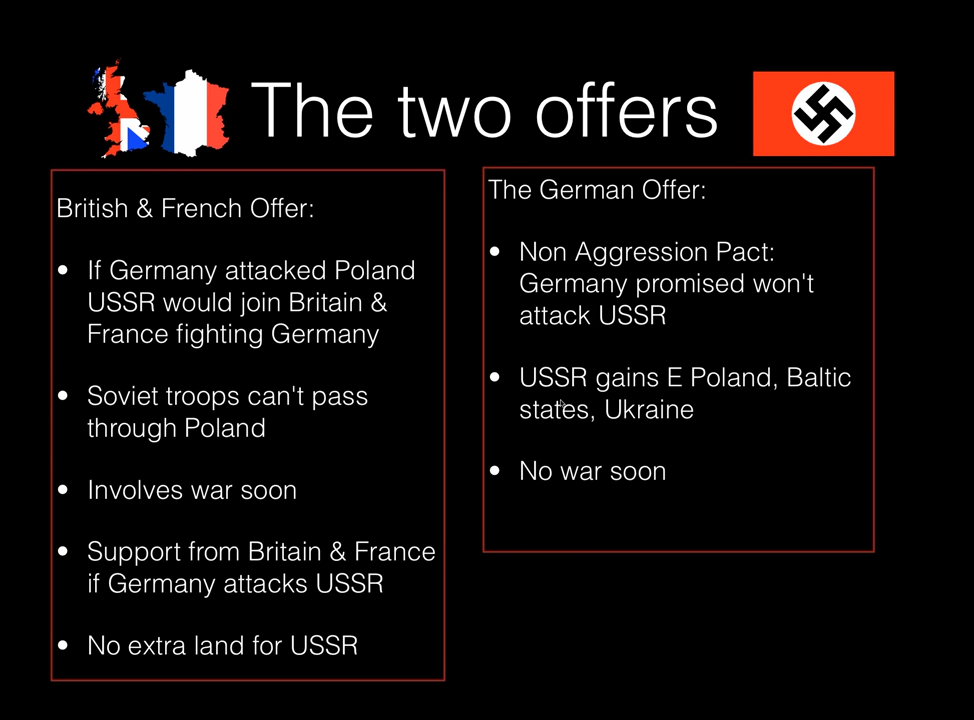 The two offers
British & French Offer:
• If Germany attacked Poland
USSR would join Britain &
France fighting Germany
• Soviet troops can't pass
through Poland
• Involves war soon
• Support from Britain & France
if Germany attacks USSR
• No extra land for USSR
The German Offer:
• Non Aggression Pact:
Germany promised won't
attack USSR
• USSR gains E Poland, Baltic
states, Ukraine
• No war soon